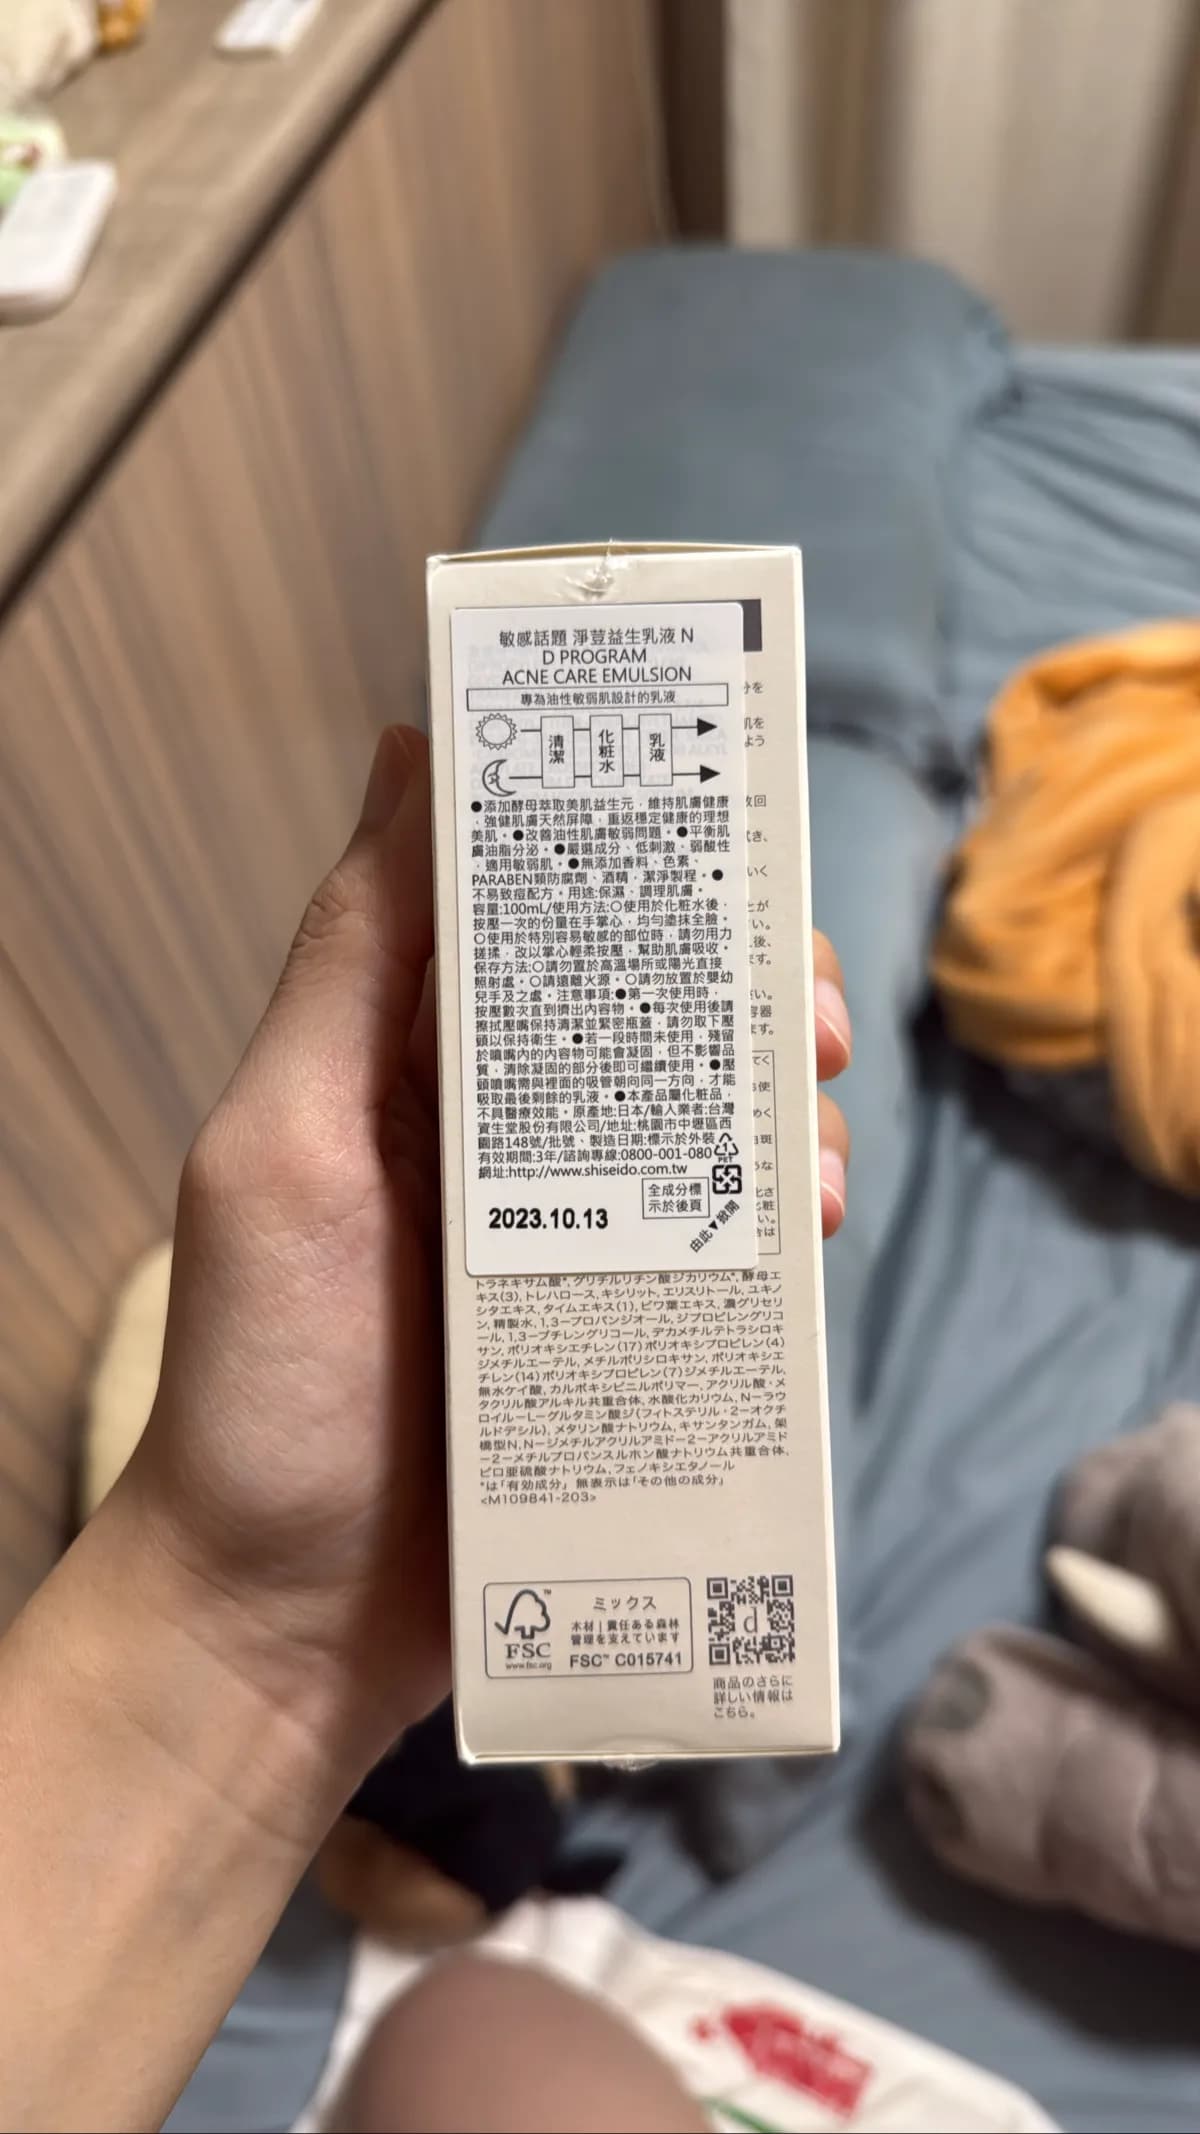 敏感話題 淨荳益生乳液 N
D PROGRAM
ACNE CARE EMULSION
專為油性敏弱肌設計的乳液
清潔
化粧水
乳液
●添加酵母萃取美肌益生元，維持肌膚健康
，強健肌膚天然屏障，重返穩定健康的理想
美肌。●改善油性肌膚敏弱問題。●平衡肌
膚油脂分泌。●嚴選成分、低刺激、弱酸性
，適用敏弱肌。●無添加香料、色素、
PARABEN類防腐劑、酒精，潔淨製程。●
不易致痘配方。用途:保濕、調理肌膚。
容量:100mL/使用方法:○使用於化粧水後，
按壓一次的份量在手掌心，均勻塗抹全臉。
○使用於特別容易敏感的部位時，請勿用力
搓揉，改以掌心輕柔按壓，幫助肌膚吸收。
保存方法:○請勿置於高溫場所或陽光直接
照射處。○請遠離火源。○請勿放置於嬰幼
兒手及之處。注意事項:●第一次使用時，
按壓數次直到擠出內容物。●每次使用後請
擦拭壓嘴保持清潔並緊密瓶蓋，請勿取下壓
頭以保持衛生。●若一段時間未使用，殘留
於噴嘴內的內容物可能會凝固，但不影響品
質，清除凝固的部分後即可繼續使用。●壓
頭噴嘴需與裡面的吸管朝向同一方向，才能
吸取最後剩餘的乳液。●本產品屬化粧品，
不具醫療效能。原產地:日本/輸入業者:台灣
資生堂股份有限公司/地址:桃園市中壢區西
園路148號/批號、製造日期:標示於外裝
有效期間:3年/諮詢專線:0800-001-080
網址:http://www.shiseido.com.tw
1
PET
全成分標
示於後頁
2023.10.13
由此▼掀開
分を
肌を
よう
いく
とが
い。
後、
ます。
さい。
容器
ます。
てく
使
めく
斑
うな
化さ
化粧
い。
合は
トラネキサム酸*, グリチルリチン酸ジカリウム*, 酵母エ
キス(3), トレハロース, キシリット, エリスリトール, ユキノ
シタエキス, タイムエキス(1), ビワ葉エキス, 濃グリセリ
ン, 精製水, 1,3-プロパンジオール, ジプロピレングリコ
ール, 1,3-ブチレングリコール, デカメチルテトラシロキ
サン, ポリオキシエチレン(17)ポリオキシプロピレン(4)
ジメチルエーテル, メチルポリシロキサン, ポリオキシエ
チレン(14)ポリオキシプロピレン(7)ジメチルエーテル,
無水ケイ酸, カルボキシビニルポリマー, アクリル酸・メ
タクリル酸アルキル共重合体, 水酸化カリウム, N-ラウ
ロイル-L-グルタミン酸ジ(フィトステリル・2-オクチ
ルドデシル), メタリン酸ナトリウム, キサンタンガム, 架
橋型N,N-ジメチルアクリルアミド-2-アクリルアミド
-2-メチルプロパンスルホン酸ナトリウム共重合体,
ピロ亜硫酸ナトリウム, フェノキシエタノール
*は「有効成分」 無表示は「その他の成分」
<M109841-203>
FSC
www.fsc.org
ミックス
木材｜責任ある森林
管理を支えています
FSC™ C015741
d
商品のさらに
詳しい情報は
こちら。